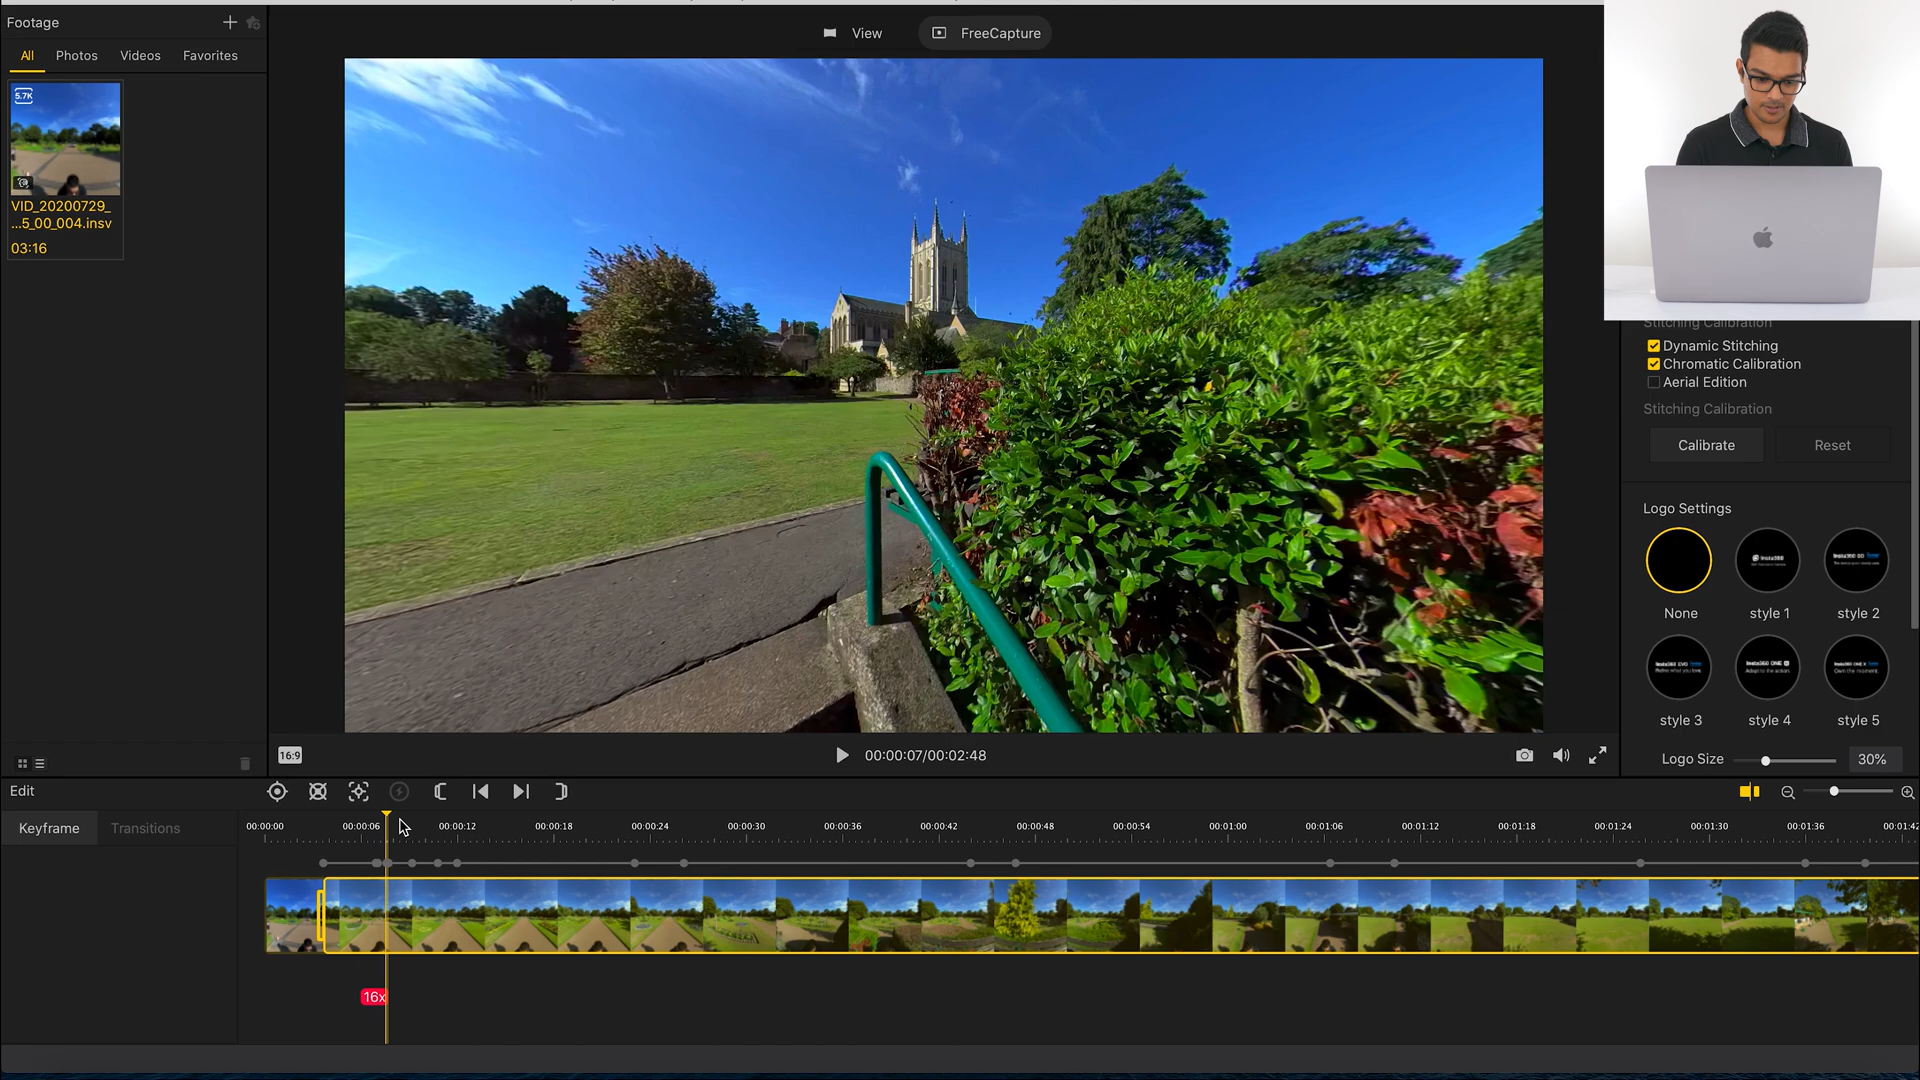 Footage
View
FreeCapture
All
Photos
Videos
Favorites
5.7K
VID_20200729_
...5_00_004.insv
03:16
Stitching Calibration
Dynamic Stitching
Chromatic Calibration
Aerial Edition
Stitching Calibration
Calibrate
Reset
Logo Settings
None
style 1
style 2
style 3
style 4
style 5
Logo Size
30%
16:9
00:00:07/00:02:48
Edit
Keyframe
Transitions
00:00:00
00:00:06
00:00:12
00:00:18
00:00:24
00:00:30
00:00:36
00:00:42
00:00:48
00:00:54
00:01:00
00:01:06
00:01:12
00:01:18
00:01:24
00:01:30
00:01:36
00:01:42
16x